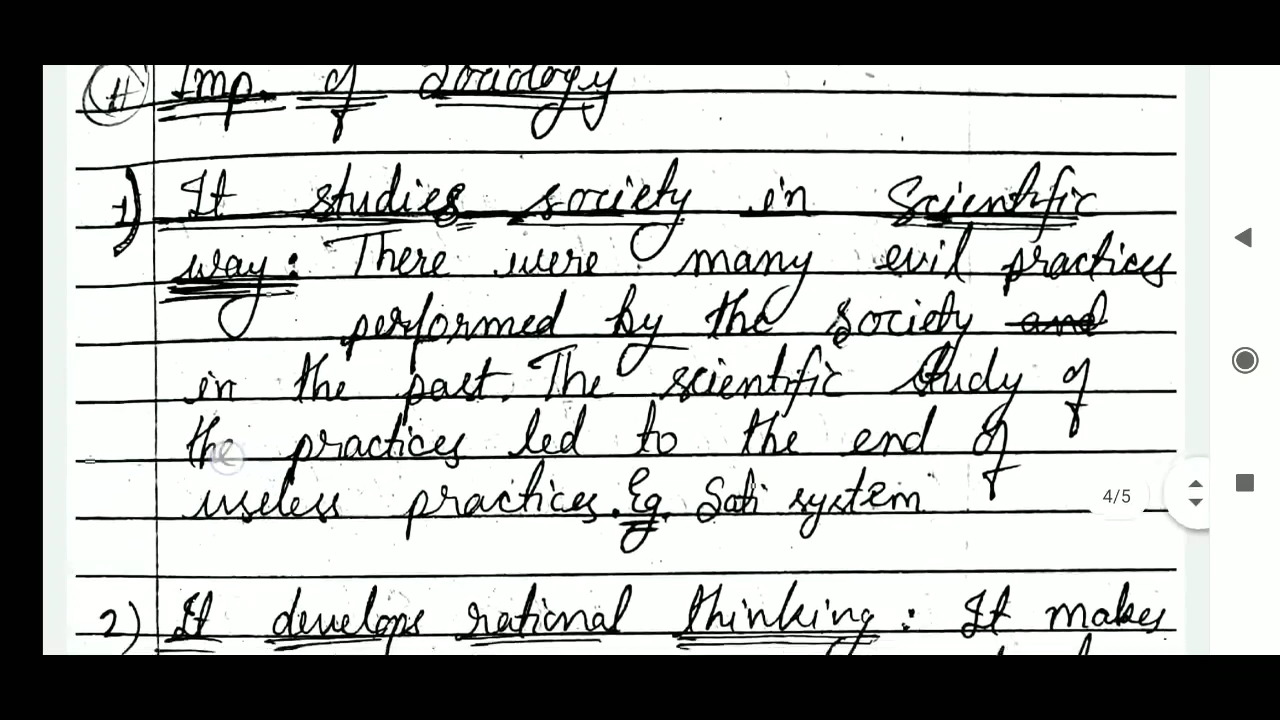 # Imp. of Sociology
1) It studies society in Scientific
way: There were many evil practices
performed by the society and
in the past. The scientific study of
the practices led to the end of
useless practices. Eg. Sati system
4/5
2) It develops rational thinking: It makes